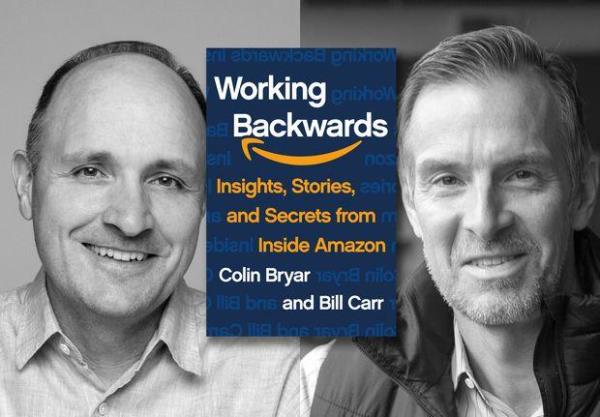 Working
Backwards
Insights, Stories,
and Secrets from
Inside Amazon
Colin Bryar
and Bill Carr